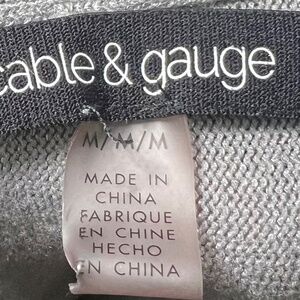 cable & gauge
M/M/M
MADE IN
CHINA
FABRIQUE
EN CHINE
HECHO
EN CHINA